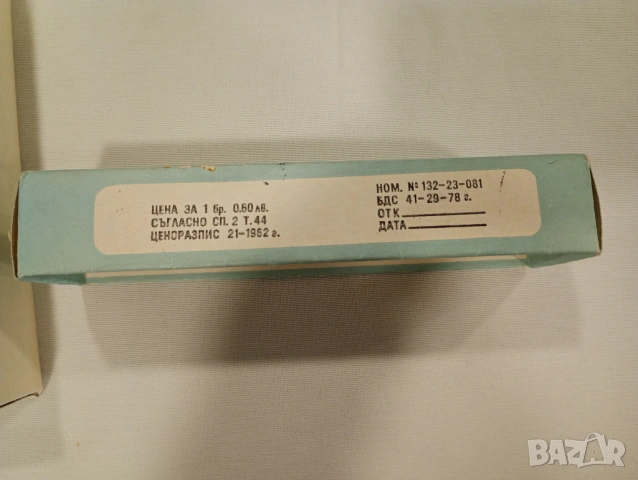 ЦЕНА ЗА 1 бр. 0.60 лв.
СЪГЛАСНО СП. 2 Т. 44
ЦЕНОРАЗПИС 21-1982 г.
НОМ. № 132-23-081
БДС 41-29-78 г.
ОТК
ДАТА
BAZAR